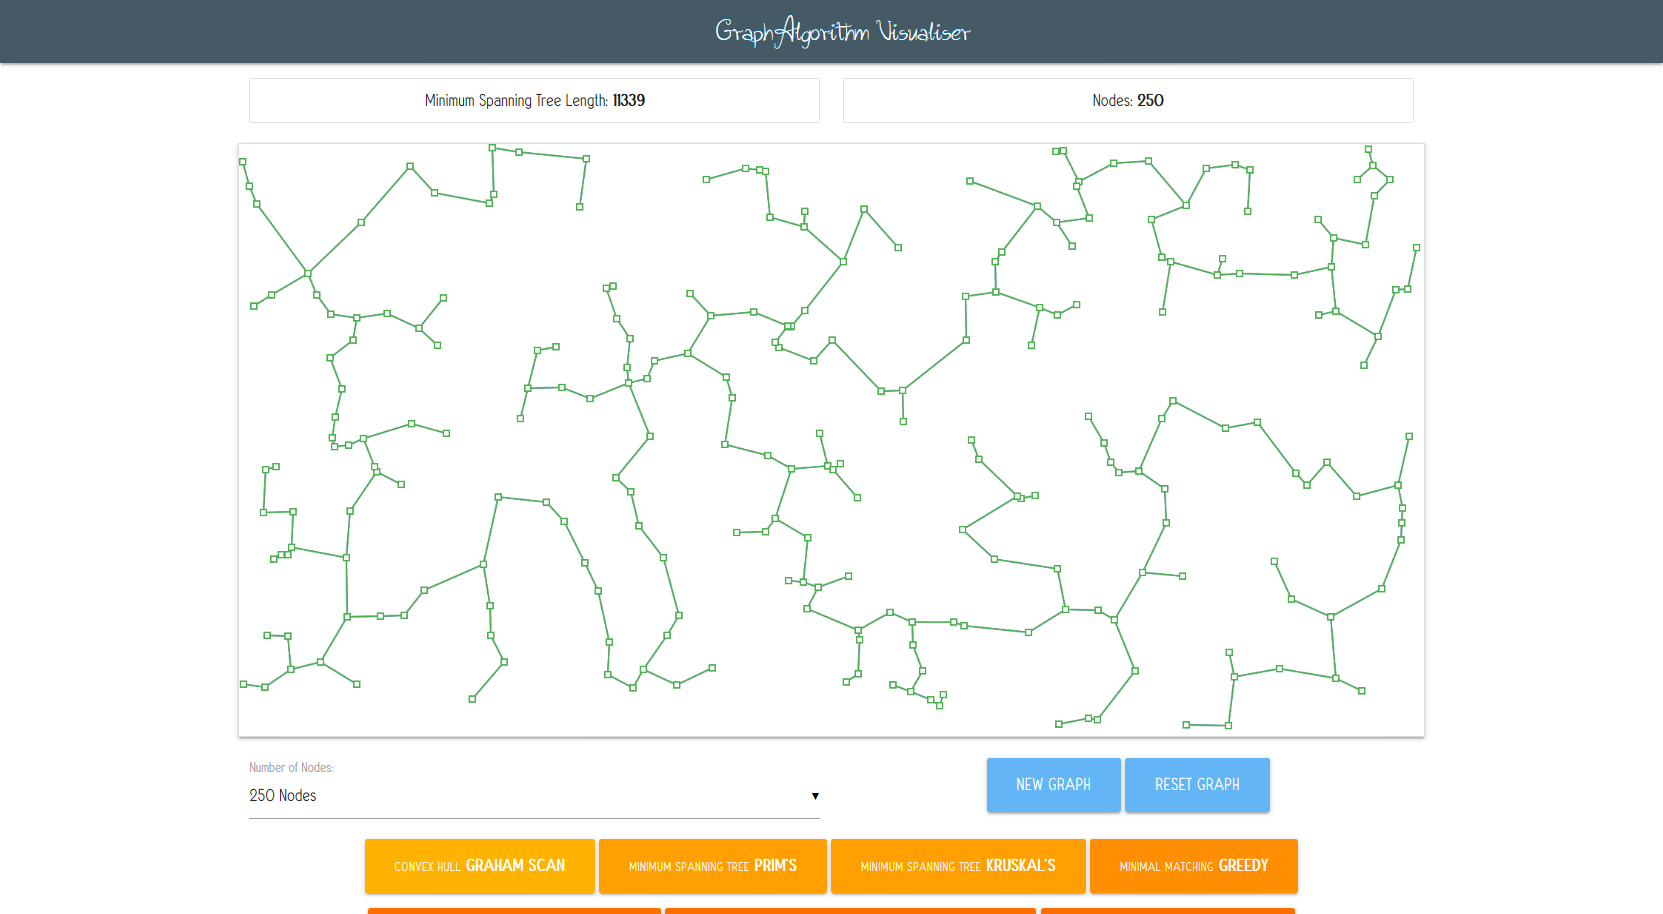 GraphAlgorithm Visualiser
Minimum Spanning Tree Length: 11339
Nodes: 250
Number of Nodes:
250 Nodes
NEW GRAPH
RESET GRAPH
CONVEX HULL GRAHAM SCAN
MINIMUM SPANNING TREE PRIM'S
MINIMUM SPANNING TREE KRUSKAL'S
MINIMAL MATCHING GREEDY